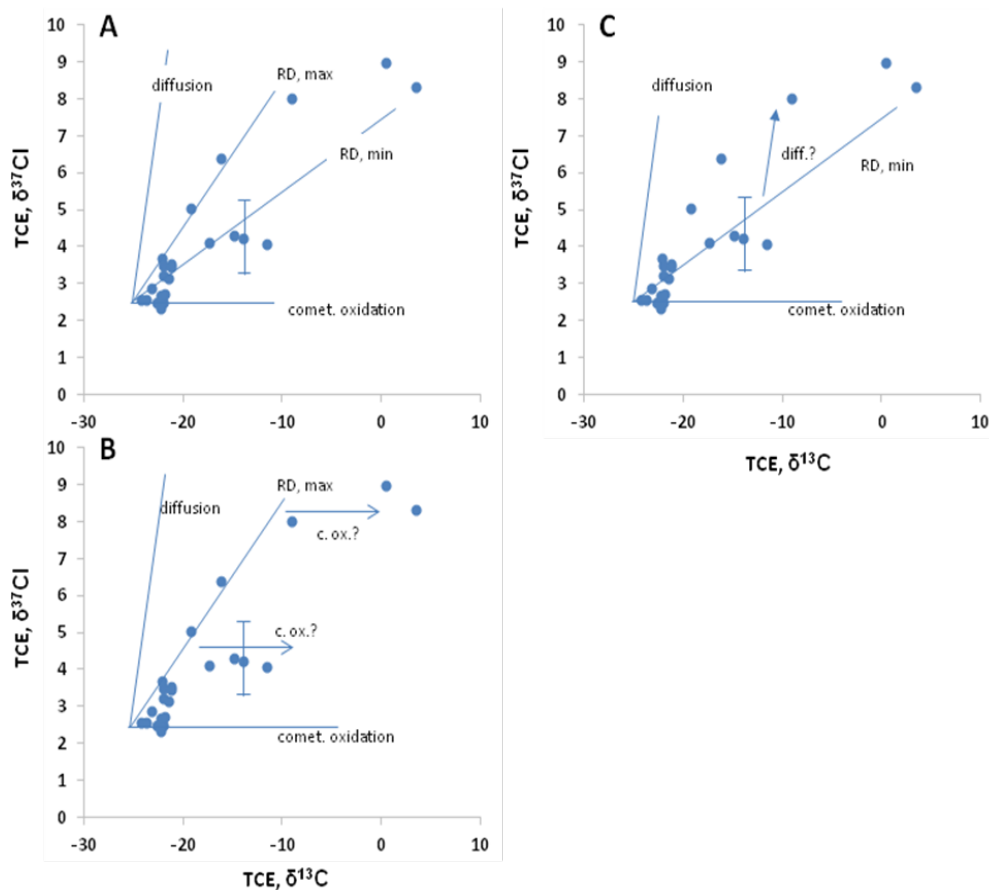 A
10
9
8
7
6
5
4
3
2
1
0
TCE, δ³⁷Cl
diffusion
RD, max
RD, min
comet. oxidation
-30 -20 -10 0 10
C
10
9
8
7
6
5
4
3
2
1
0
TCE, δ³⁷Cl
diffusion
diff.?
RD, min
comet. oxidation
-30 -20 -10 0 10
TCE, δ¹³C
B
10
9
8
7
6
5
4
3
2
1
0
TCE, δ³⁷Cl
RD, max
diffusion
c. ox.?
c. ox.?
comet. oxidation
-30 -20 -10 0 10
TCE, δ¹³C